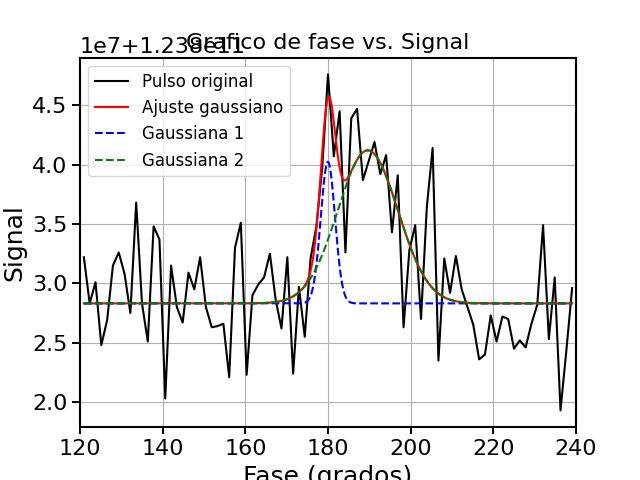 1e7+1.238e11
Grafico de fase vs. Signal
Pulso original
Ajuste gaussiano
Gaussiana 1
Gaussiana 2
4.5
4.0
3.5
3.0
2.5
2.0
Signal
120 140 160 180 200 220 240
Fase (grados)